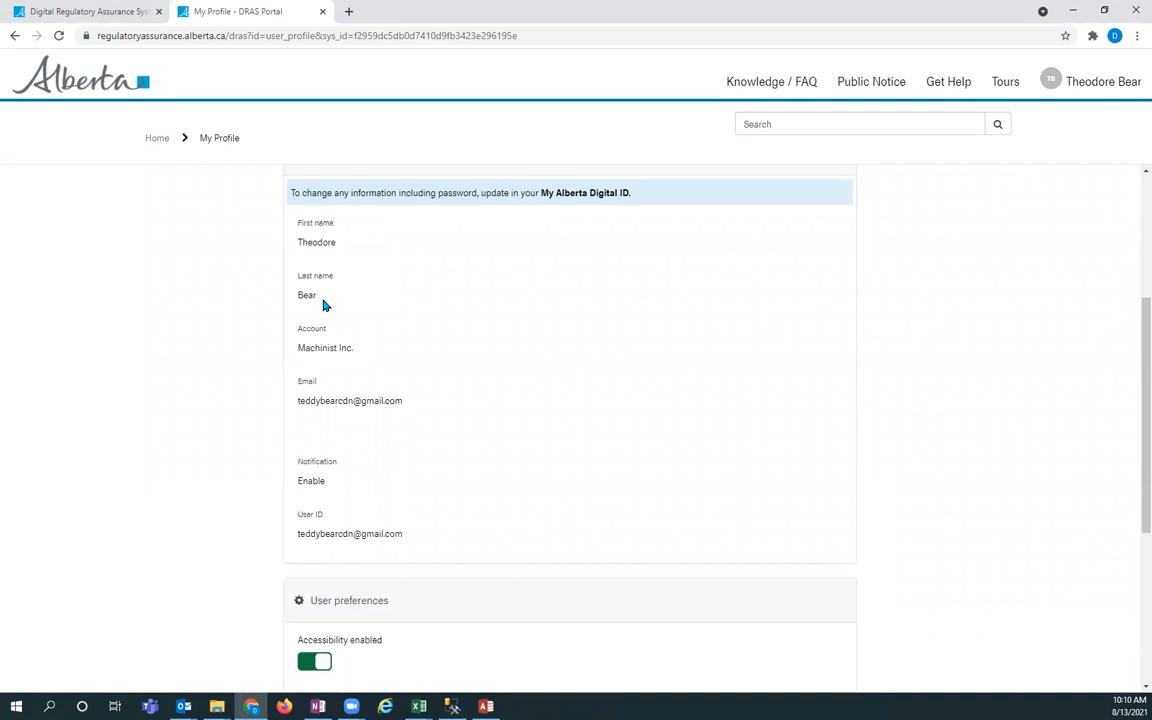 Digital Regulatory Assurance Sys
My Profile - DRAS Portal
regulatoryassurance.alberta.ca/dras?id=user_profile&sys_id=f2959dc5db0d7410d9fb3423e296195e
D
Alberta
Knowledge / FAQ
Public Notice
Get Help
Tours
TB
Theodore Bear
Home
My Profile
Search
To change any information including password, update in your My Alberta Digital ID.
First name
Theodore
Last name
Bear
Account
Machinist Inc.
Email
teddybearcdn@gmail.com
Notification
Enable
User ID
teddybearcdn@gmail.com
User preferences
Accessibility enabled
10:10 AM
8/13/2021